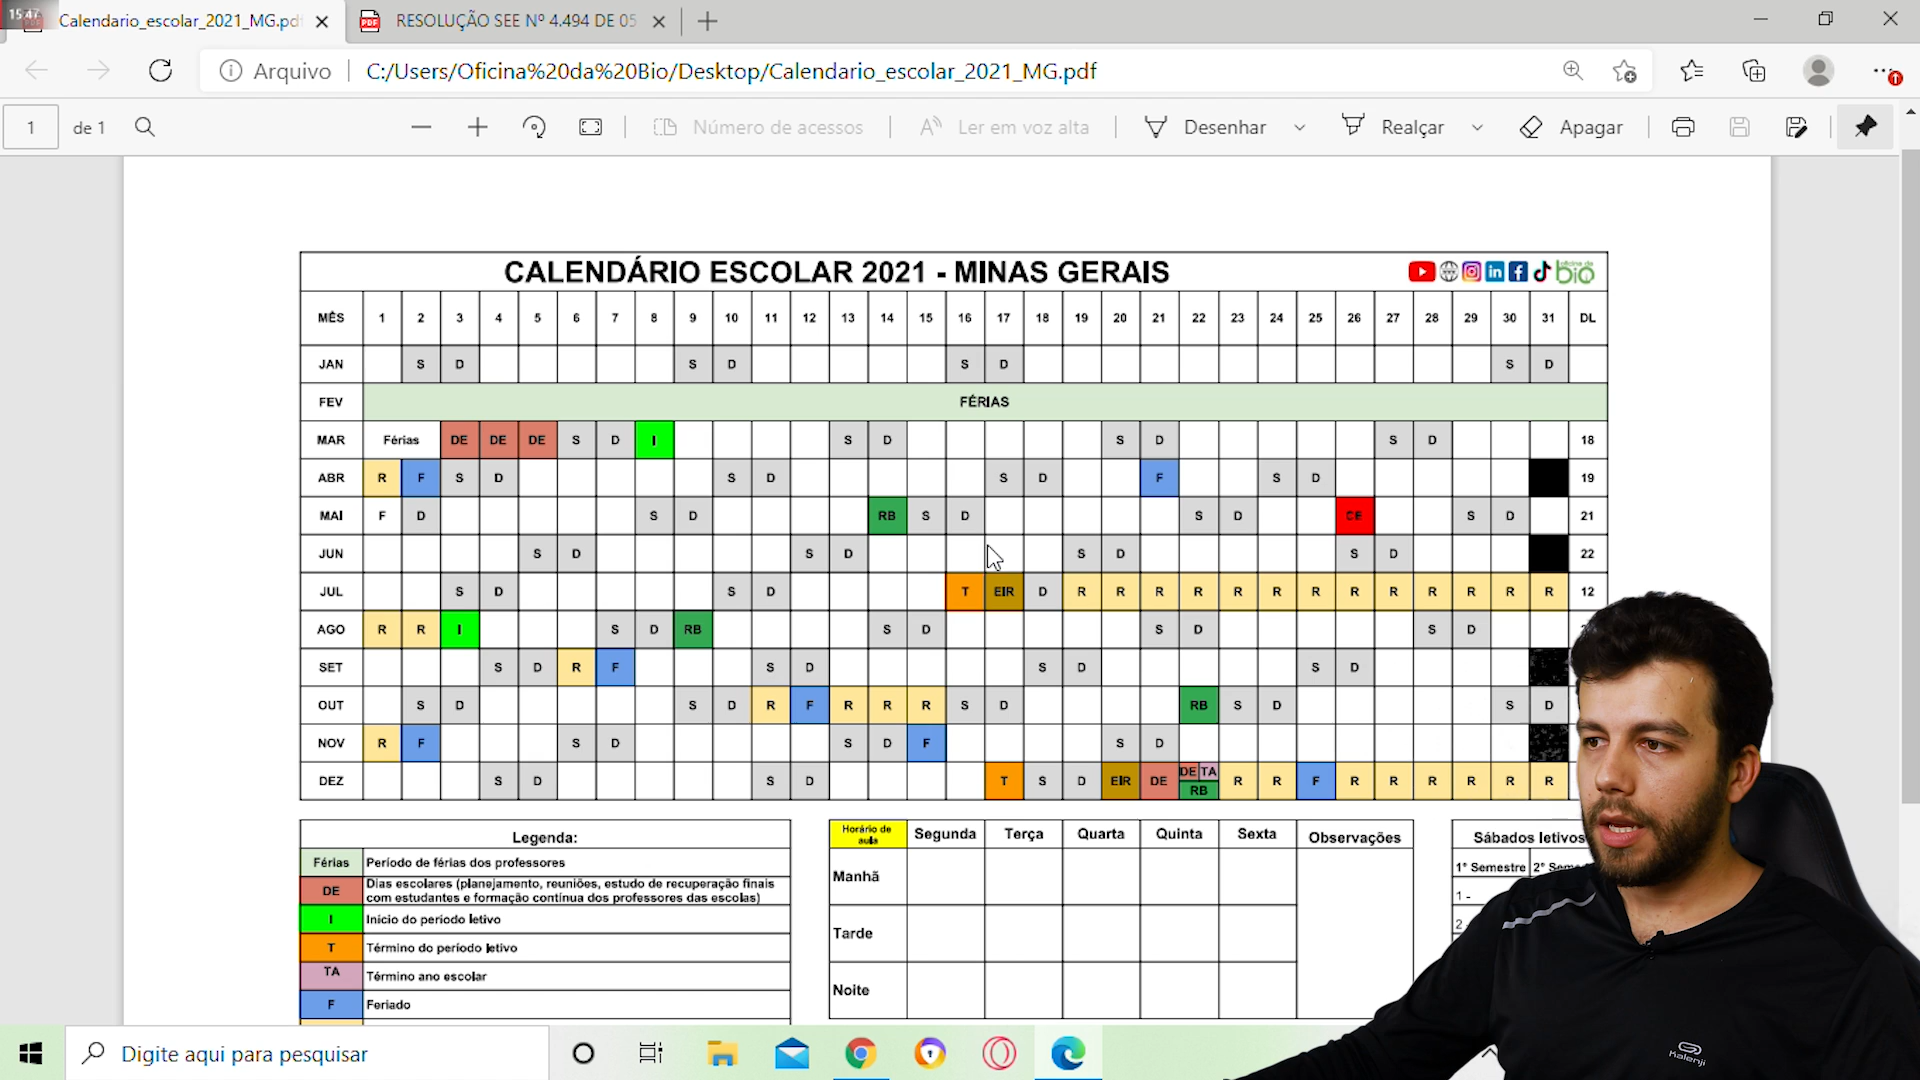 15:47
Calendario_escolar_2021_MG.pdf
RESOLUÇÃO SEE Nº 4.494 DE 05
Arquivo C:/Users/Oficina%20da%20Bio/Desktop/Calendario_escolar_2021_MG.pdf
1 de 1 Número de acessos Ler em voz alta Desenhar Realçar Apagar
CALENDÁRIO ESCOLAR 2021 - MINAS GERAIS oficina da bio
MÊS 1 2 3 4 5 6 7 8 9 10 11 12 13 14 15 16 17 18 19 20 21 22 23 24 25 26 27 28 29 30 31 DL
JAN S D S D S D S D
FEV FÉRIAS
MAR Férias DE DE DE S D I S D S D S D 18
ABR R F S D S D S D F S D 19
MAI F D S D RB S D S D CE S D 21
JUN S D S D S D S D 22
JUL S D S D T EIR D R R R R R R R R R R R R R 12
AGO R R I S D RB S D S D S D
SET S D R F S D S D S D
OUT S D S D R F R R R S D RB S D S D
NOV R F S D S D F S D
DEZ S D S D T S D EIR DE DE TA RB R R F R R R R R R
Legenda:
Férias Período de férias dos professores
DE Dias escolares (planejamento, reuniões, estudo de recuperação finais
com estudantes e formação contínua dos professores das escolas)
I Início do período letivo
T Término do período letivo
TA Término ano escolar
F Feriado
Horário de aula Segunda Terça Quarta Quinta Sexta Observações
Manhã
Tarde
Noite
Sábados letivos
1° Semestre 2° Seme
1 -
2 -
Digite aqui para pesquisar
Kalenji